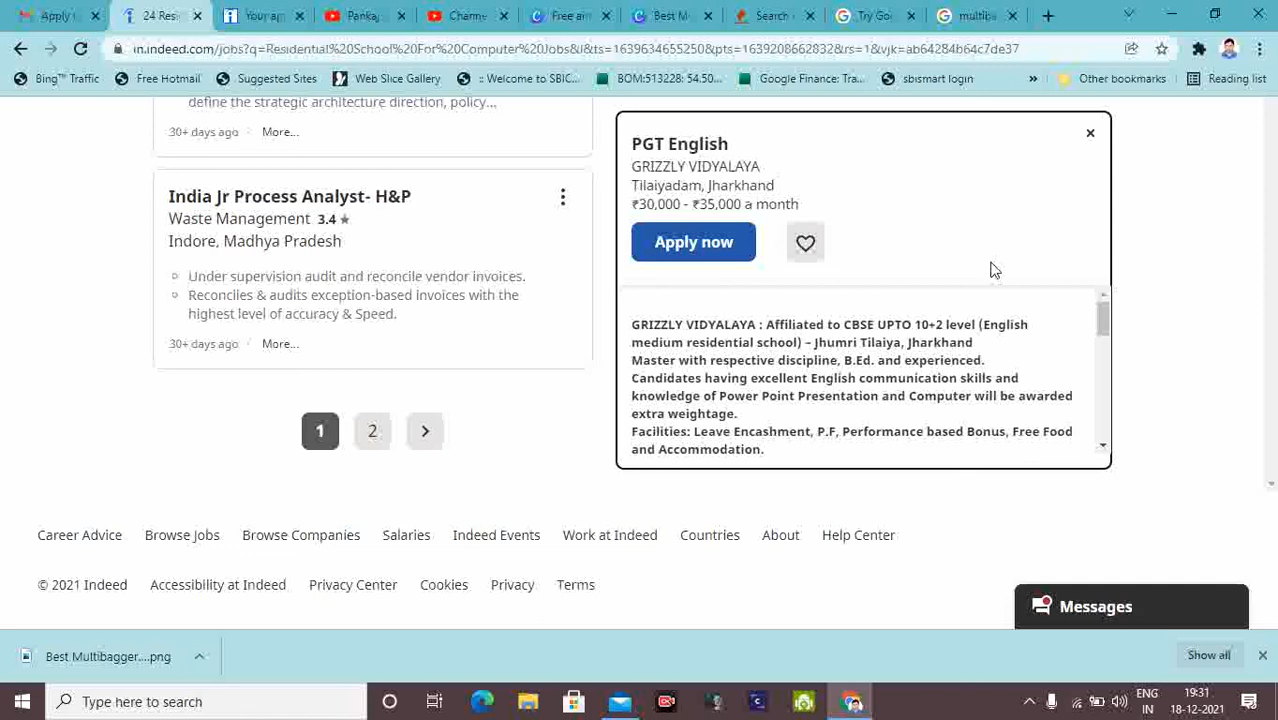 Apply
24 Resi
Your ap
Pankaj
Charme
Free an
Best M
Search
Try Go
multiba
in.indeed.com/jobs?q=Residential%20School%20For%20Computer%20Jobs&l&ts=1639634655250&pts=1639208662832&rs=1&vjk=ab64284b64c7de37
Bing™ Traffic
Free Hotmail
Suggested Sites
Web Slice Gallery
:: Welcome to SBIC...
BOM:513228: 54.50...
Google Finance: Tra...
sbismart login
»
Other bookmarks
Reading list
define the strategic architecture direction, policy...
30+ days ago · More...
India Jr Process Analyst- H&P
Waste Management 3.4 ★
Indore, Madhya Pradesh
Under supervision audit and reconcile vendor invoices.
Reconciles & audits exception-based invoices with the
highest level of accuracy & Speed.
30+ days ago · More...
1 2
PGT English
GRIZZLY VIDYALAYA
Tilaiyadam, Jharkhand
₹30,000 - ₹35,000 a month
Apply now
GRIZZLY VIDYALAYA : Affiliated to CBSE UPTO 10+2 level (English
medium residential school) – Jhumri Tilaiya, Jharkhand
Master with respective discipline, B.Ed. and experienced.
Candidates having excellent English communication skills and
knowledge of Power Point Presentation and Computer will be awarded
extra weightage.
Facilities: Leave Encashment, P.F, Performance based Bonus, Free Food
and Accommodation.
Career Advice Browse Jobs Browse Companies Salaries Indeed Events Work at Indeed Countries About Help Center
© 2021 Indeed Accessibility at Indeed Privacy Center Cookies Privacy Terms
Messages
Best Multibagger....png
Show all
Type here to search
ENG
IN
19:31
18-12-2021